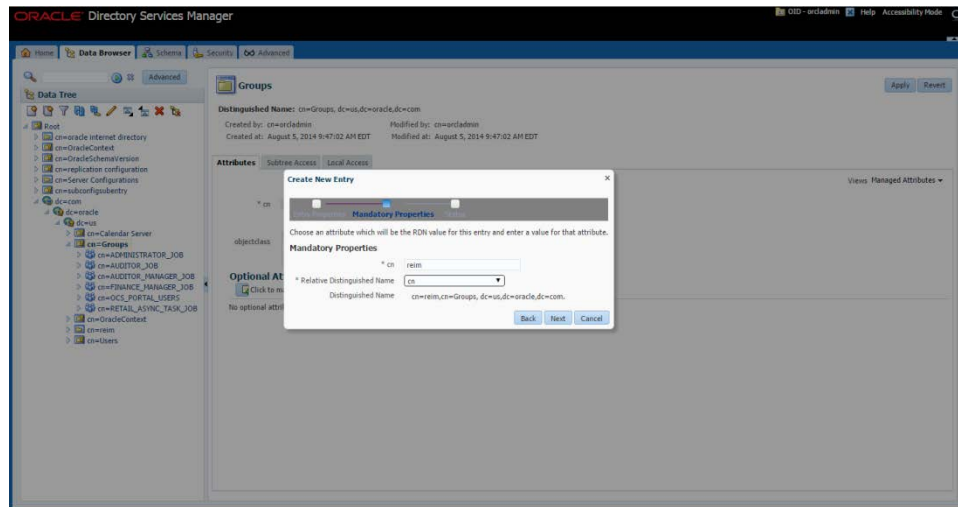 ORACLE Directory Services Manager
OID - orcladmin Help Accessibility Mode
Home Data Browser Schema Security Advanced
Advanced
Data Tree
Root
cn=oracle internet directory
cn=OracleContext
cn=OracleSchemaVersion
cn=replication configuration
cn=Server Configurations
cn=subconfigsubentry
dc=com
dc=oracle
dc=us
cn=Calendar Server
cn=Groups
cn=ADMINISTRATOR_JOB
cn=AUDITOR_JOB
cn=AUDITOR_MANAGER_JOB
cn=FINANCE_MANAGER_JOB
cn=OCS_PORTAL_USERS
cn=RETAIL_ASYNC_TASK_JOB
cn=OracleContext
cn=reim
cn=Users
Groups
Apply Revert
Distinguished Name: cn=Groups, dc=us,dc=oracle,dc=com
Created by: cn=orcladmin Modified by: cn=orcladmin
Created at: August 5, 2014 9:47:02 AM EDT Modified at: August 5, 2014 9:47:02 AM EDT
Attributes Subtree Access Local Access
Views Managed Attributes
* cn
objectclass
Optional At
Click to m
No optional attri
Create New Entry
Entry Properties Mandatory Properties Status
Choose an attribute which will be the RDN value for this entry and enter a value for that attribute.
Mandatory Properties
* cn reim
* Relative Distinguished Name cn
Distinguished Name cn=reim,cn=Groups, dc=us,dc=oracle,dc=com.
Back Next Cancel